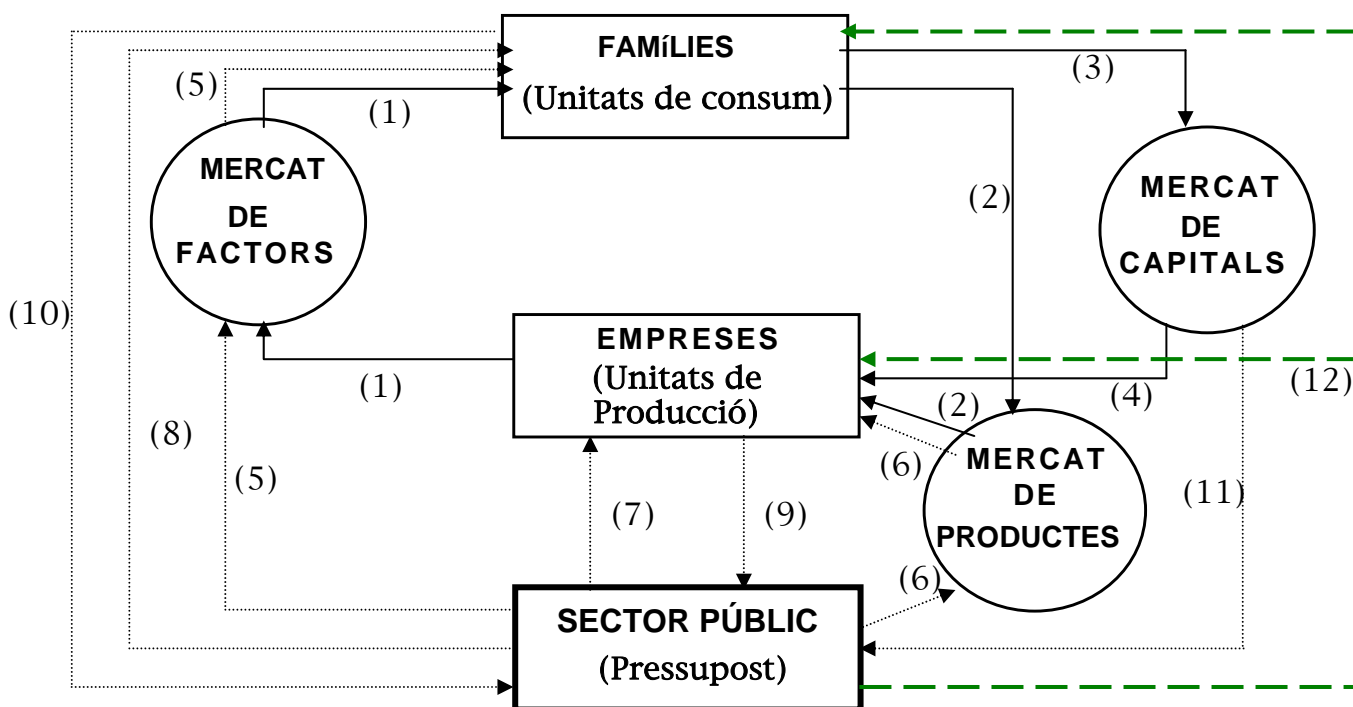 FAMíLIES
(Unitats de consum)
(3)
(5)
(1)
MERCAT
DE
FACTORS
MERCAT
DE
CAPITALS
(2)
(10)
EMPRESES
(Unitats de
Producció)
(1)
(12)
(4)
(2)
(8)
(5)
(6)
MERCAT
DE
PRODUCTES
(11)
(7)
(9)
(6)
SECTOR PÚBLIC
(Pressupost)